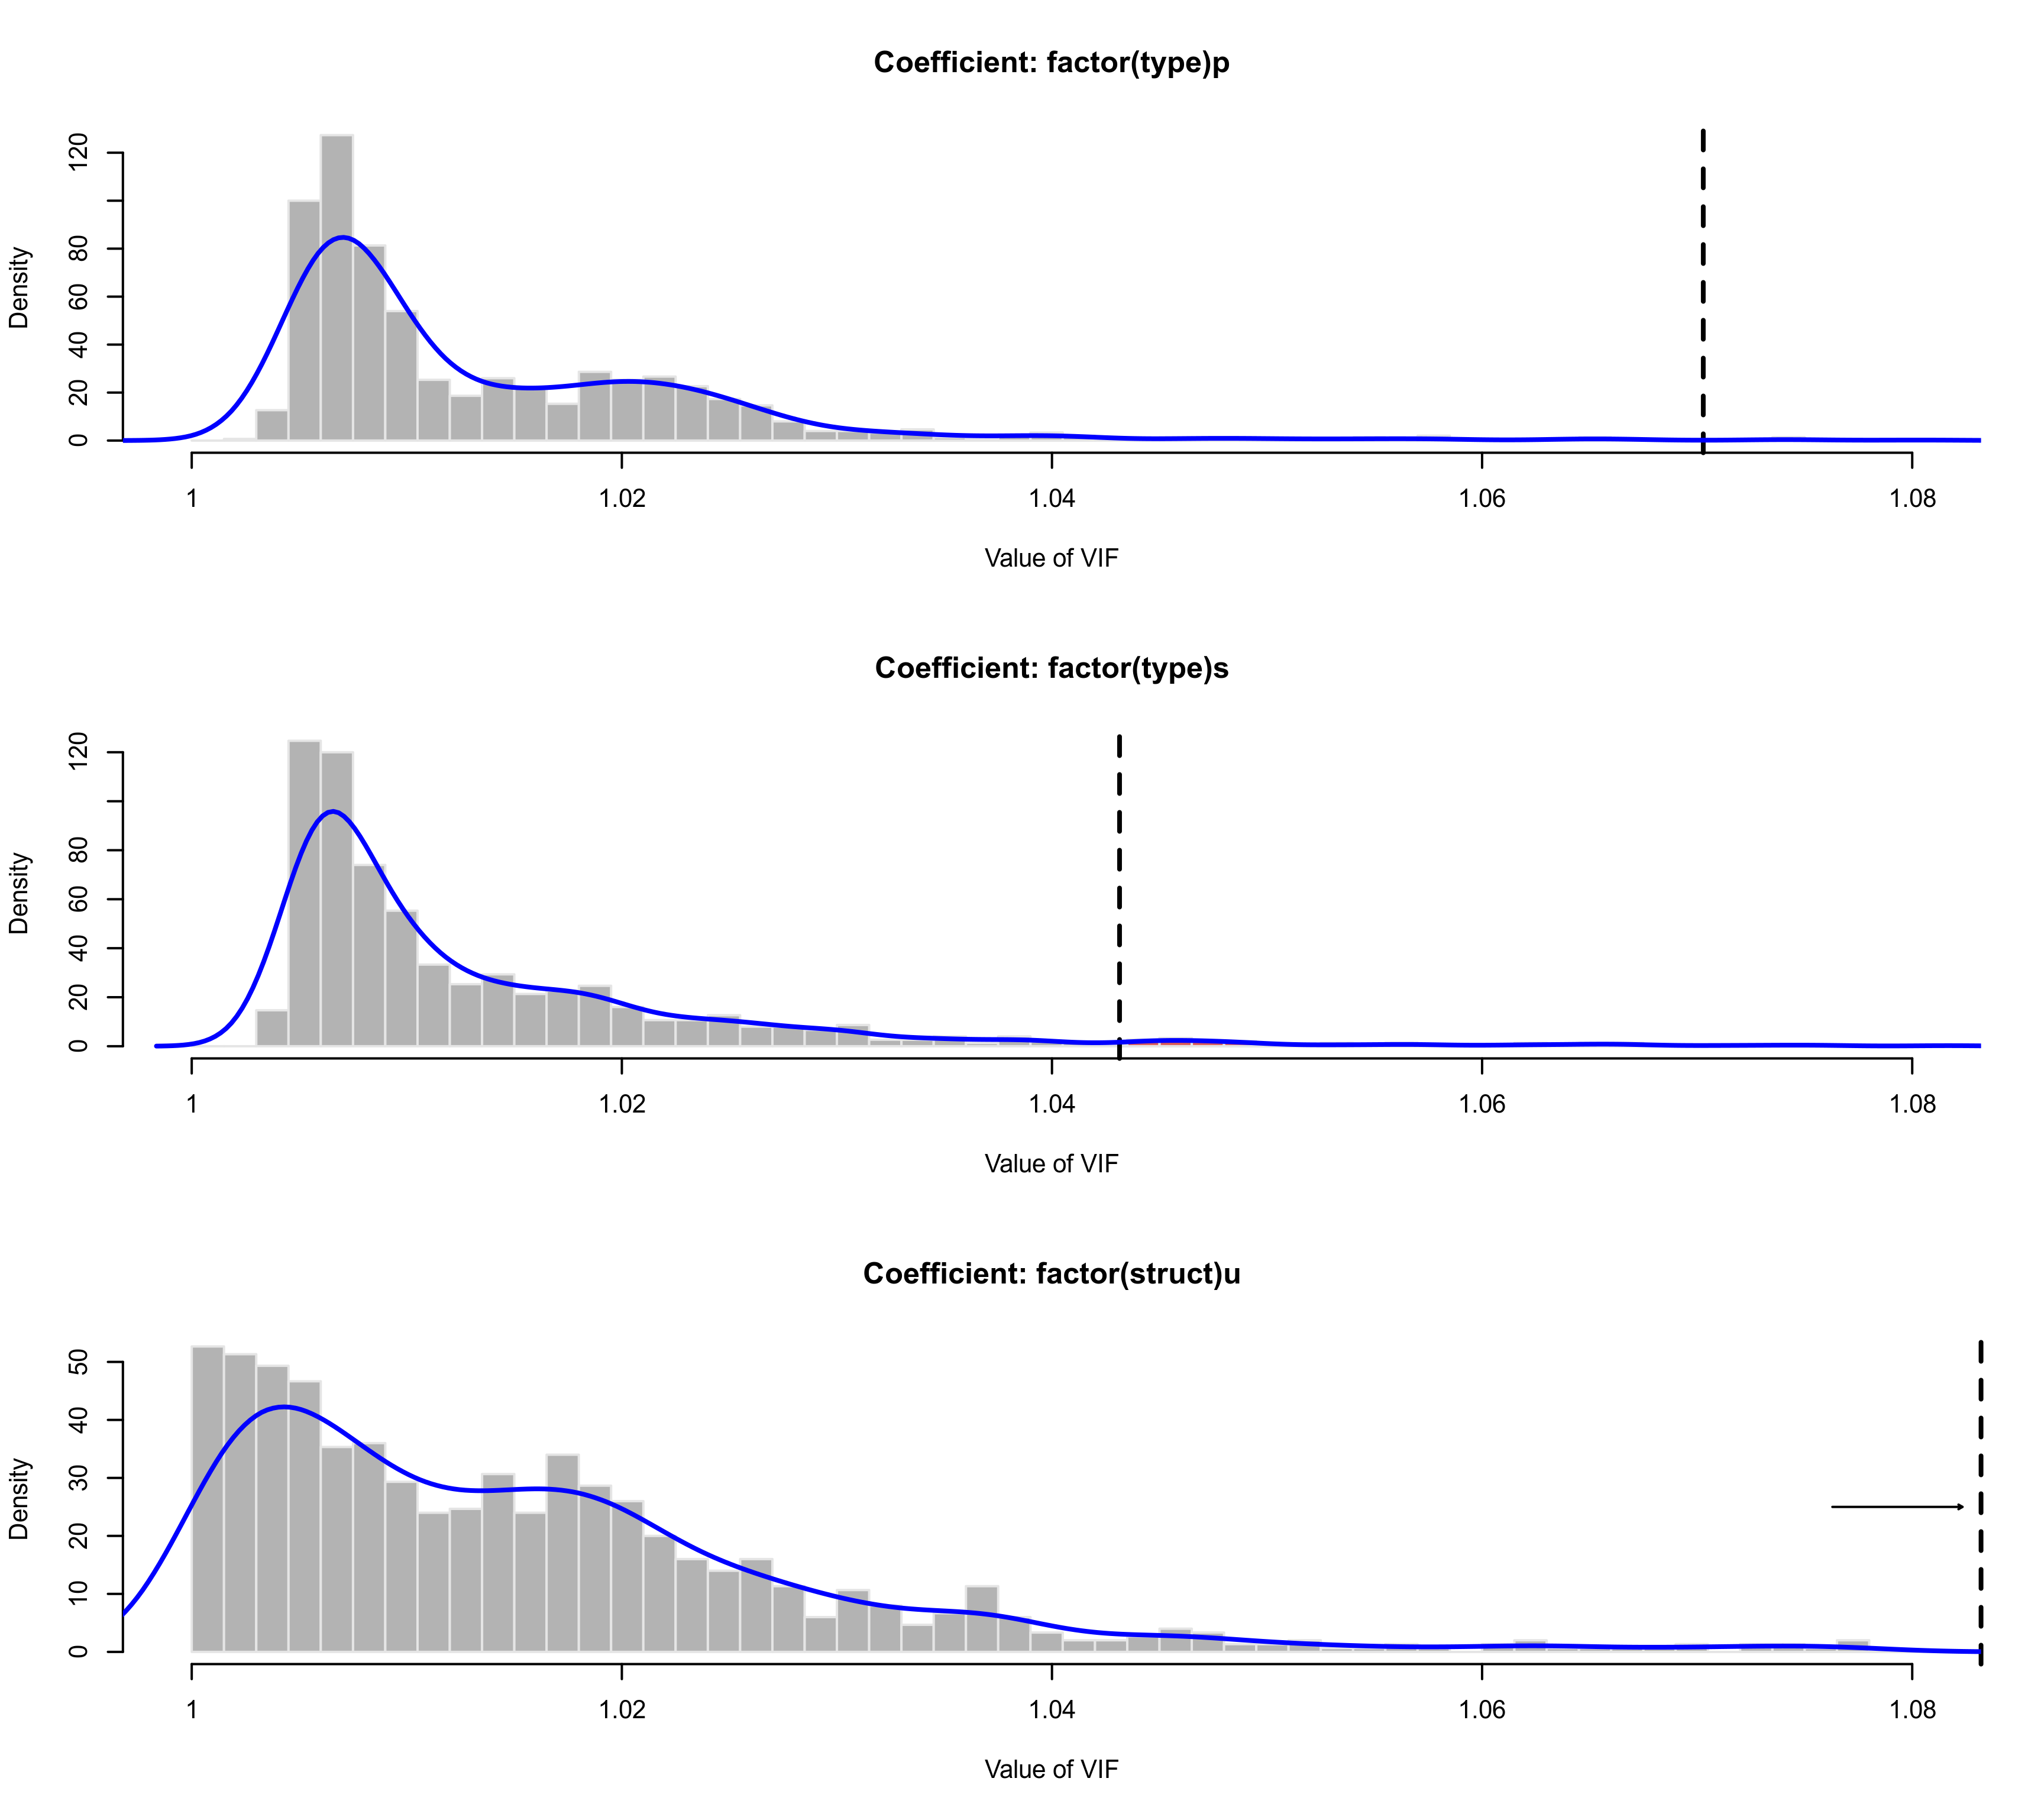 Coefficient: factor(type)p
Density
0 20 40 60 80 120
1 1.02 1.04 1.06 1.08
Value of VIF
Coefficient: factor(type)s
Density
0 20 40 60 80 120
1 1.02 1.04 1.06 1.08
Value of VIF
Coefficient: factor(struct)u
Density
0 10 20 30 40 50
1 1.02 1.04 1.06 1.08
Value of VIF